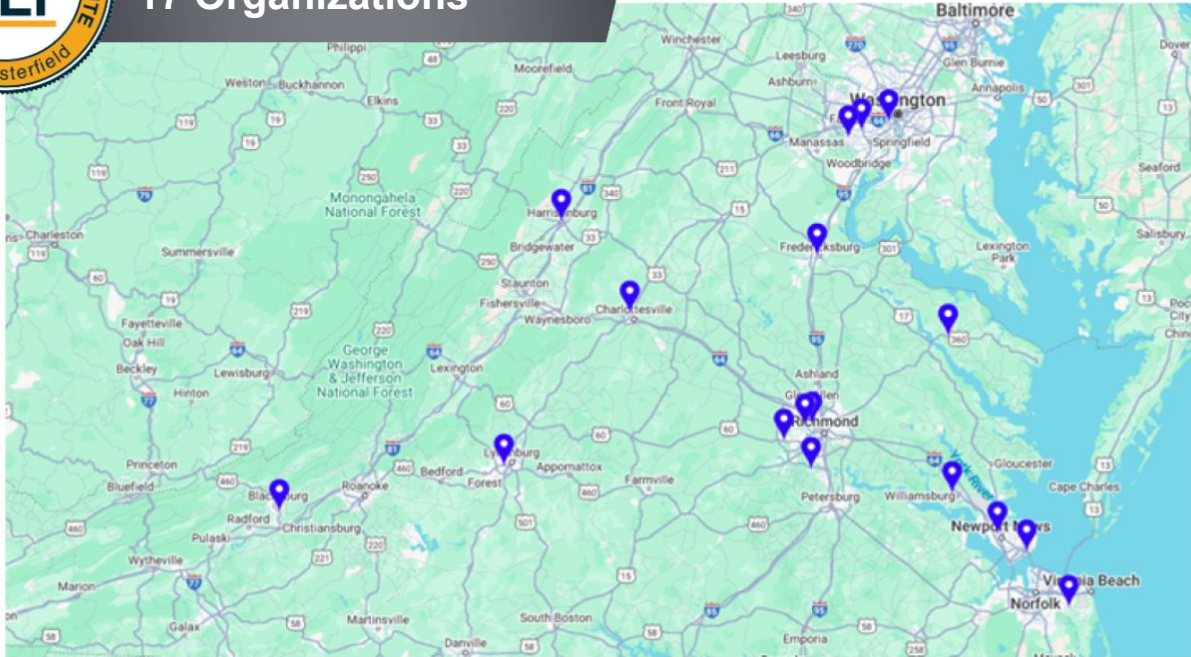 17 Organizations
sterfield
Baltimore
Philippi
Winchester
Leesburg
Glen Burnie
Dover
Weston
Buckhannon
Moorefield
Ashburn
Annapolis
Elkins
Front Royal
Washington
Manassas
Springfield
Woodbridge
Seaford
Monongahela
National Forest
Harrisonburg
Charleston
Summersville
Bridgewater
Fredericksburg
Lexington
Park
Salisbury
Staunton
Fishersville
Waynesboro
Charlottesville
Fayetteville
Oak Hill
Beckley
Lewisburg
Hinton
George
Washington
& Jefferson
National Forest
Lexington
Ashland
Glen Allen
Richmond
Princeton
Bluefield
Lynchburg
Forest
Bedford
Appomattox
Farmville
Roanoke
Blacksburg
Radford
Christiansburg
Pulaski
Petersburg
Williamsburg
York River
Gloucester
Cape Charles
Newport News
Wytheville
Marion
Galax
Martinsville
Danville
South Boston
Emporia
Norfolk
Virginia Beach